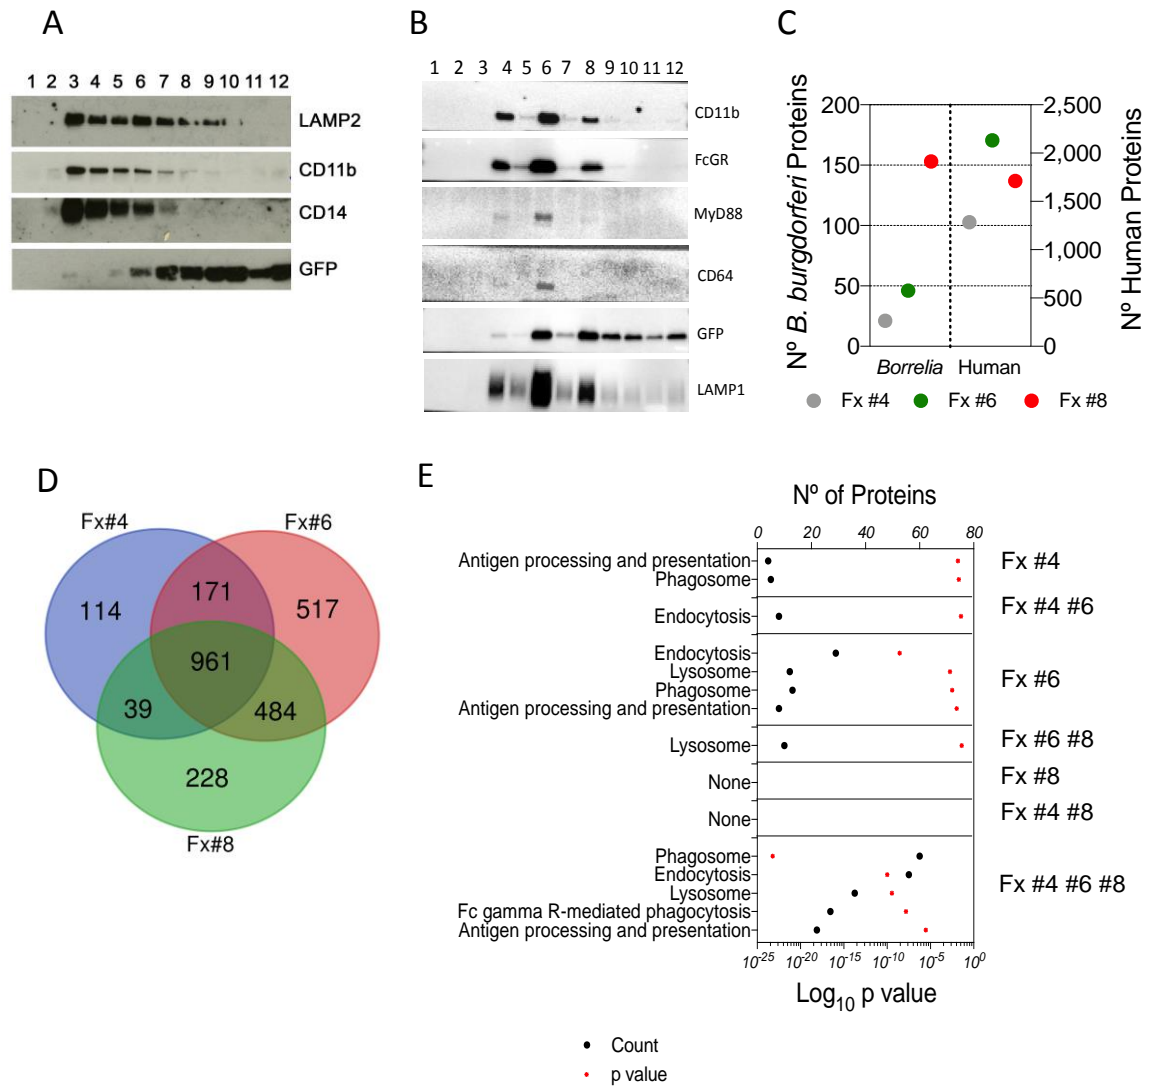 A
1 2 3 4 5 6 7 8 9 10 11 12
LAMP2
CD11b
CD14
GFP
B
1 2 3 4 5 6 7 8 9 10 11 12
CD11b
FcGR
MyD88
CD64
GFP
LAMP1
C
Nº B. burgdorferi Proteins
200
150
100
50
0
2,500
2,000
1,500
1,000
500
0
Nº Human Proteins
Borrelia Human
Fx #4 Fx #6 Fx #8
D
Fx#4 Fx#6
114 171 517
961
39 484
228
Fx#8
E
Nº of Proteins
0 20 40 60 80
Antigen processing and presentation
Phagosome
Fx #4
Endocytosis
Fx #4 #6
Endocytosis
Lysosome
Phagosome
Antigen processing and presentation
Fx #6
Lysosome
Fx #6 #8
None
Fx #8
None
Fx #4 #8
Phagosome
Endocytosis
Lysosome
Fc gamma R-mediated phagocytosis
Antigen processing and presentation
Fx #4 #6 #8
10-25 10-20 10-15 10-10 10-5 100
Log10 p value
Count
p value